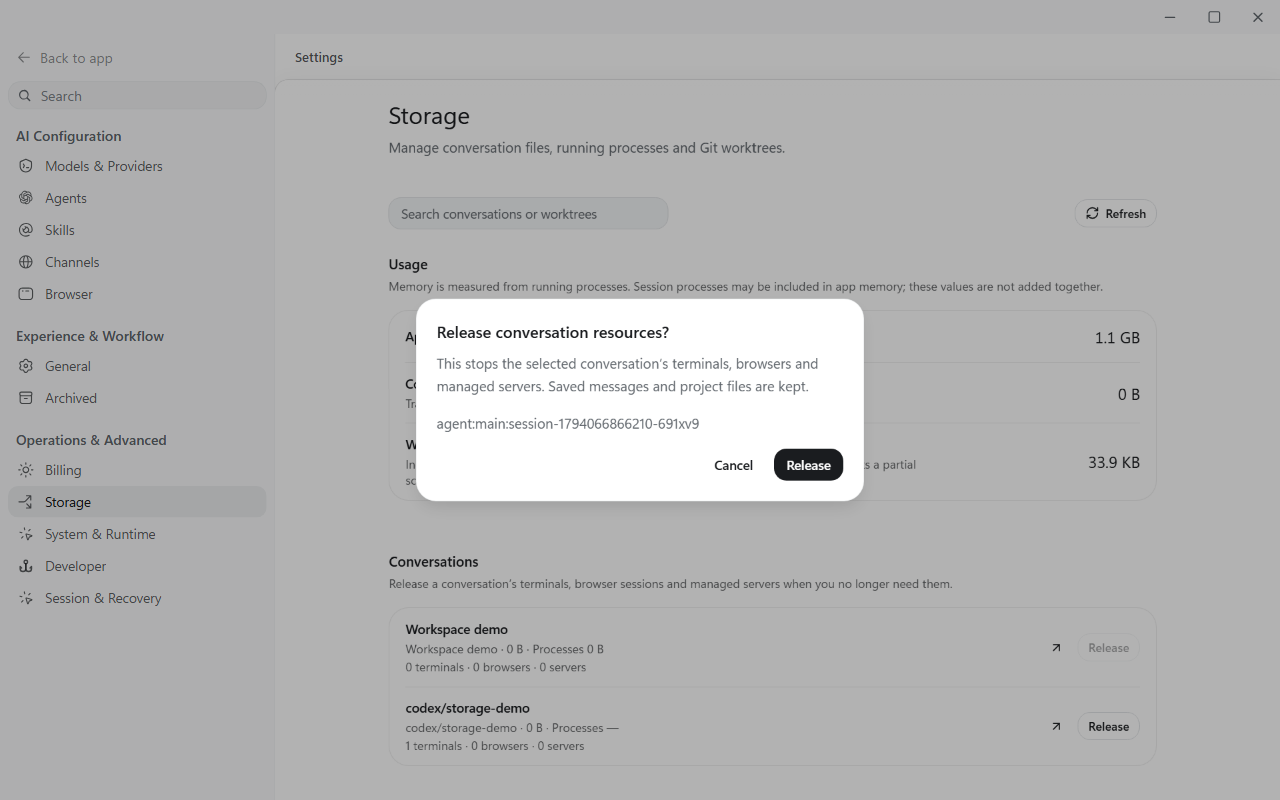 Back to app
Search
AI Configuration
Models & Providers
Agents
Skills
Channels
Browser
Experience & Workflow
General
Archived
Operations & Advanced
Billing
Storage
System & Runtime
Developer
Session & Recovery
Settings
Storage
Manage conversation files, running processes and Git worktrees.
Search conversations or worktrees
Refresh
Usage
Memory is measured from running processes. Session processes may be included in app memory; these values are not added together.
1.1 GB
0 B
s a partial
33.9 KB
Release conversation resources?
This stops the selected conversation's terminals, browsers and
managed servers. Saved messages and project files are kept.
agent:main:session-1794066866210-691xv9
Cancel
Release
Conversations
Release a conversation's terminals, browser sessions and managed servers when you no longer need them.
Workspace demo
Workspace demo · 0 B · Processes 0 B
0 terminals · 0 browsers · 0 servers
Release
codex/storage-demo
codex/storage-demo · 0 B · Processes —
1 terminals · 0 browsers · 0 servers
Release